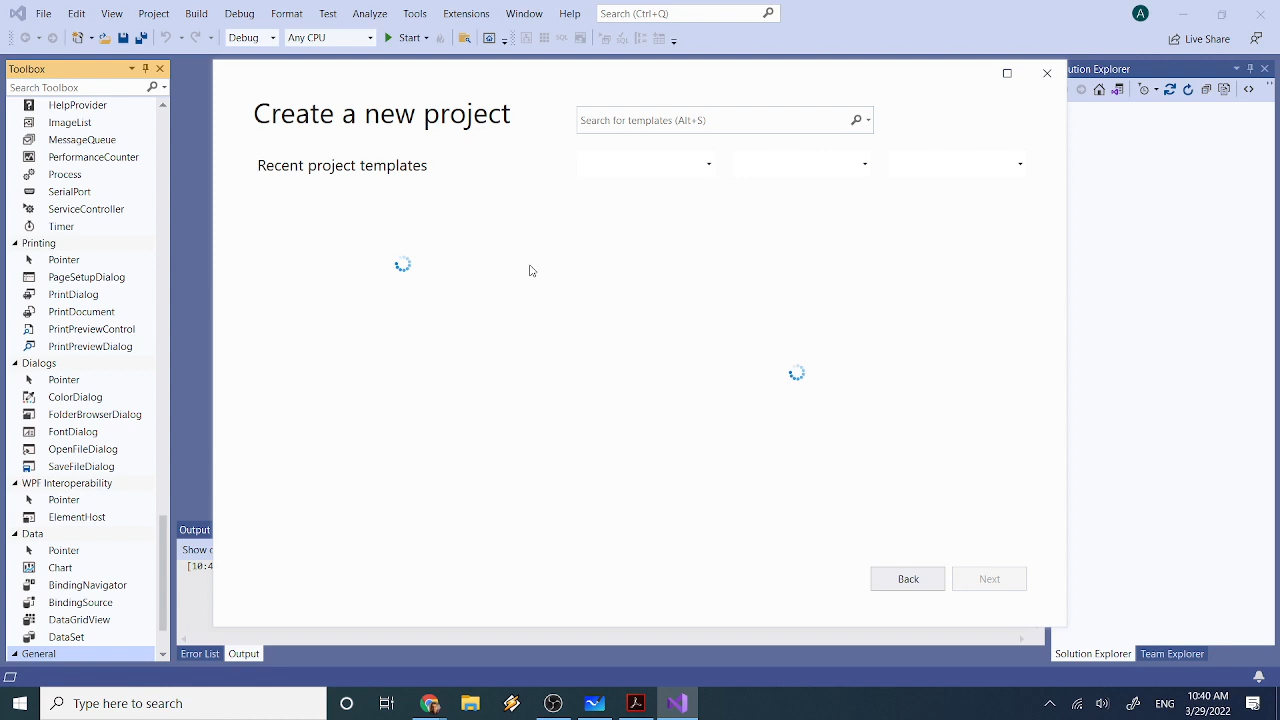 File Edit View Project Build Debug Test Analyze Tools Extensions Window Help Search (Ctrl+Q) A
Debug Any CPU Start Live Share
Toolbox
Search Toolbox
HelpProvider
ImageList
MessageQueue
PerformanceCounter
Process
SerialPort
ServiceController
Timer
Printing
Pointer
PageSetupDialog
PrintDialog
PrintDocument
PrintPreviewControl
PrintPreviewDialog
Dialogs
Pointer
ColorDialog
FolderBrowserDialog
FontDialog
OpenFileDialog
SaveFileDialog
WPF Interoperability
Pointer
ElementHost
Data
Pointer
Chart
BindingNavigator
BindingSource
DataGridView
DataSet
General
Create a new project
Search for templates (Alt+S)
Recent project templates
Back Next
Output
Show o
[10:4
Error List Output
olution Explorer
Solution Explorer Team Explorer
Type here to search
10:40 AM
3/29/2022